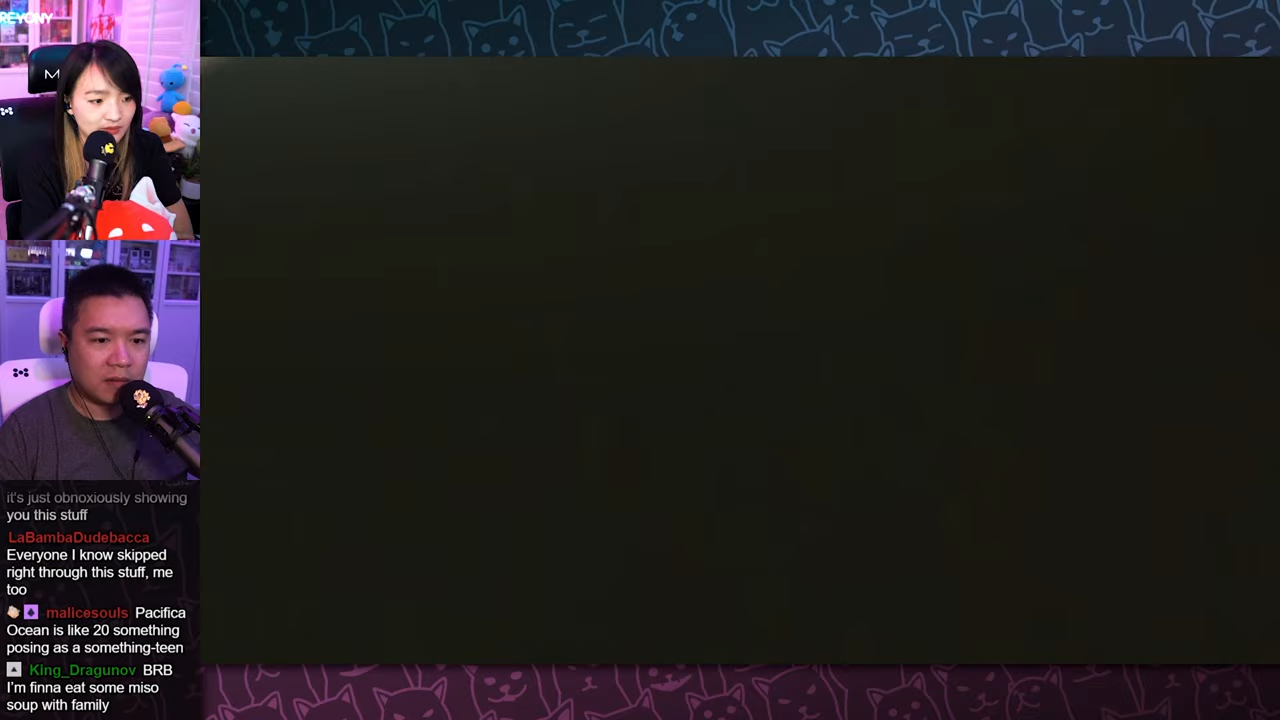 REYONY
M
it's just obnoxiously showing
you this stuff
LaBambaDudebacca
Everyone I know skipped
right through this stuff, me
too
malicesouls Pacifica
Ocean is like 20 something
posing as a something-teen
King_Dragunov BRB
I'm finna eat some miso
soup with family